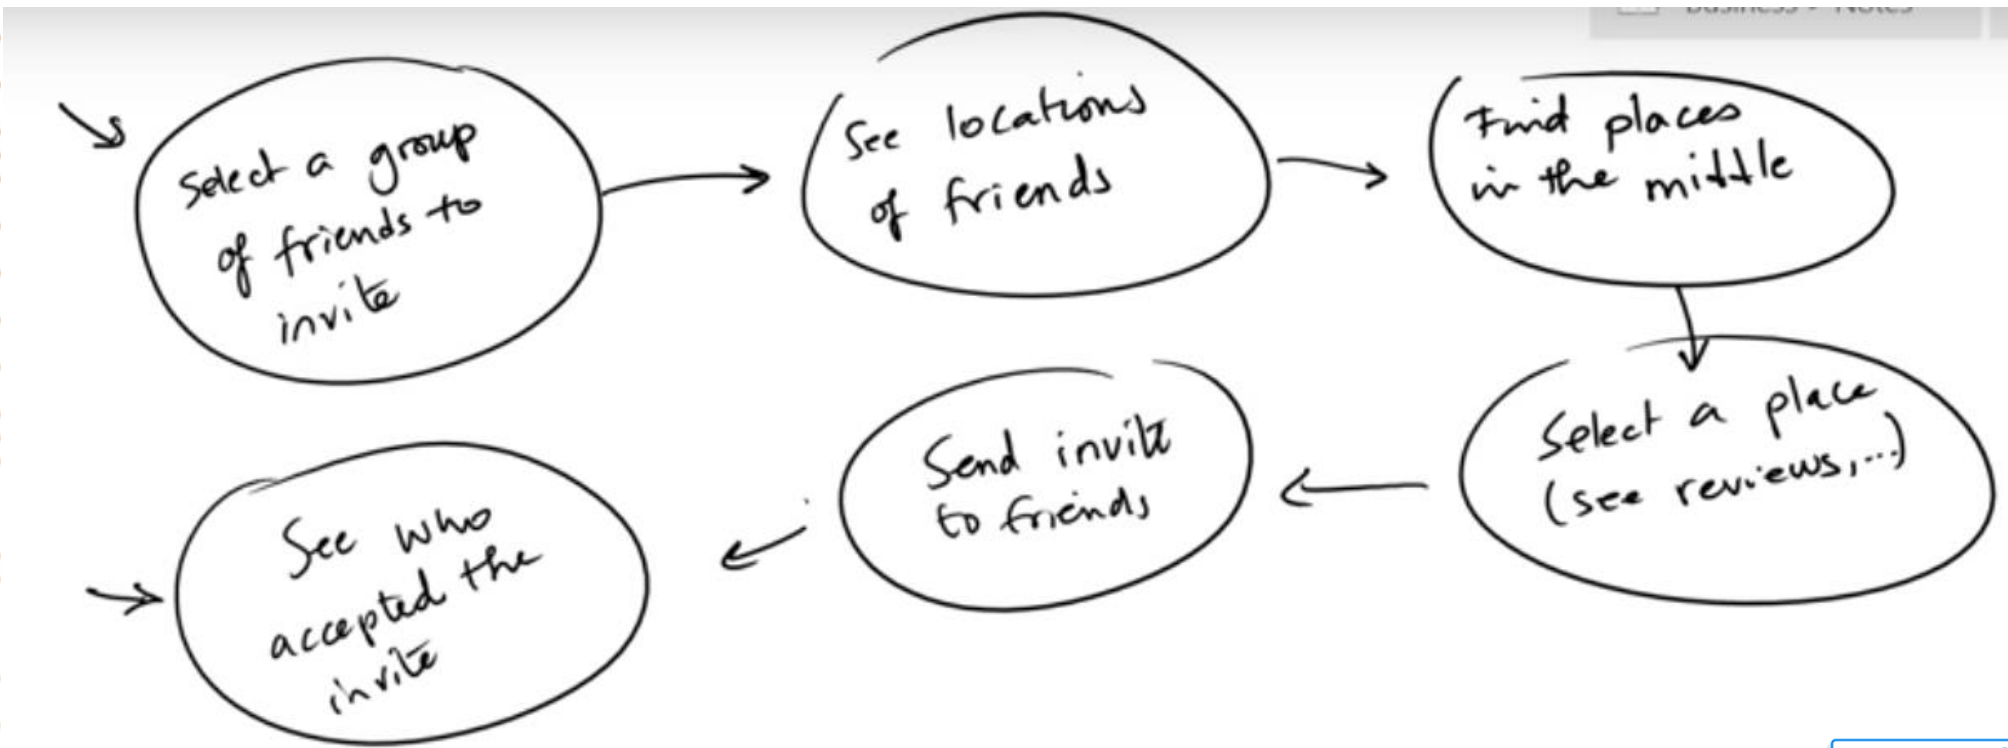 Select a group
of friends to
invite
See locations
of friends
Find places
in the middle
Select a place
(see reviews,...)
Send invite
to friends
See who
accepted the
invite